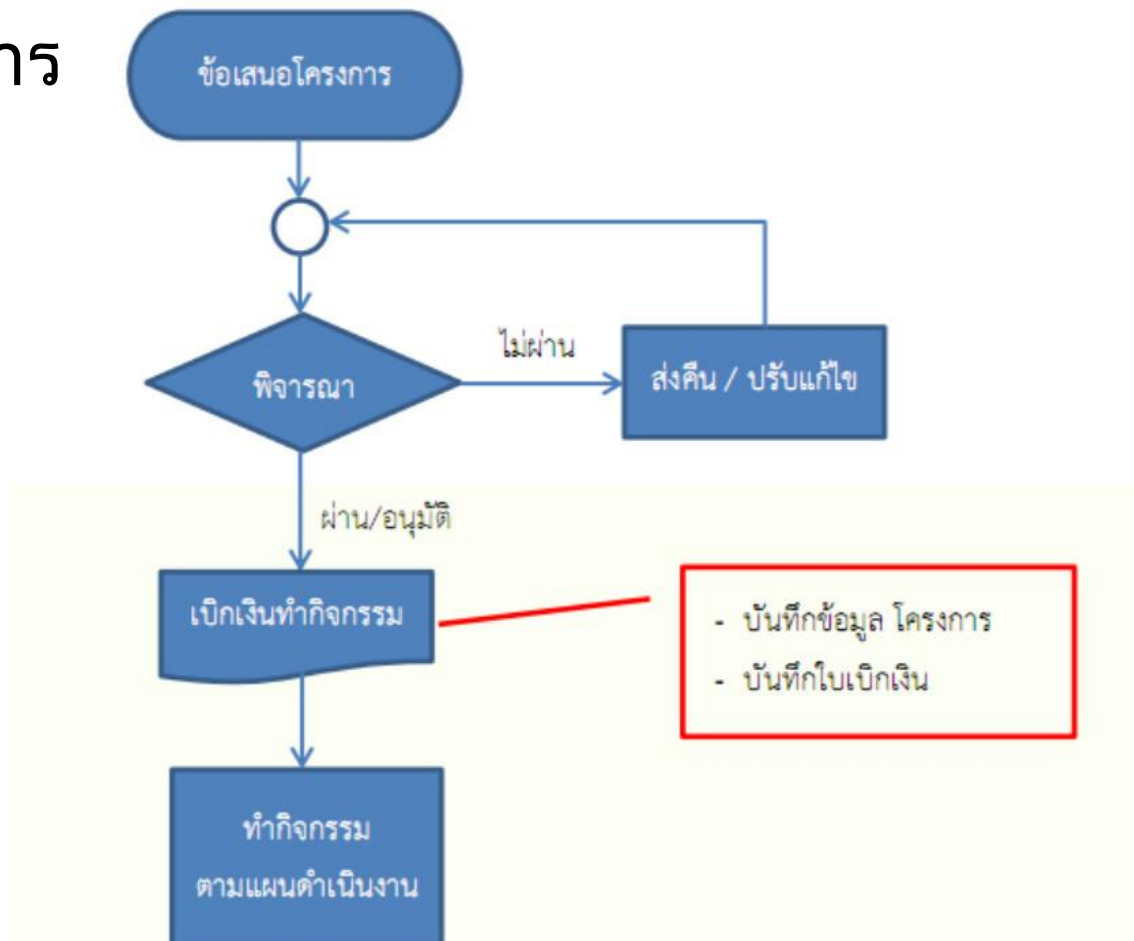 ข้อเสนอโครงการ
พิจารณา
ไม่ผ่าน
ส่งคืน / ปรับแก้ไข
ผ่าน/อนุมัติ
เบิกเงินทำกิจกรรม
- บันทึกข้อมูล โครงการ
- บันทึกใบเบิกเงิน
ทำกิจกรรม
ตามแผนดำเนินงาน